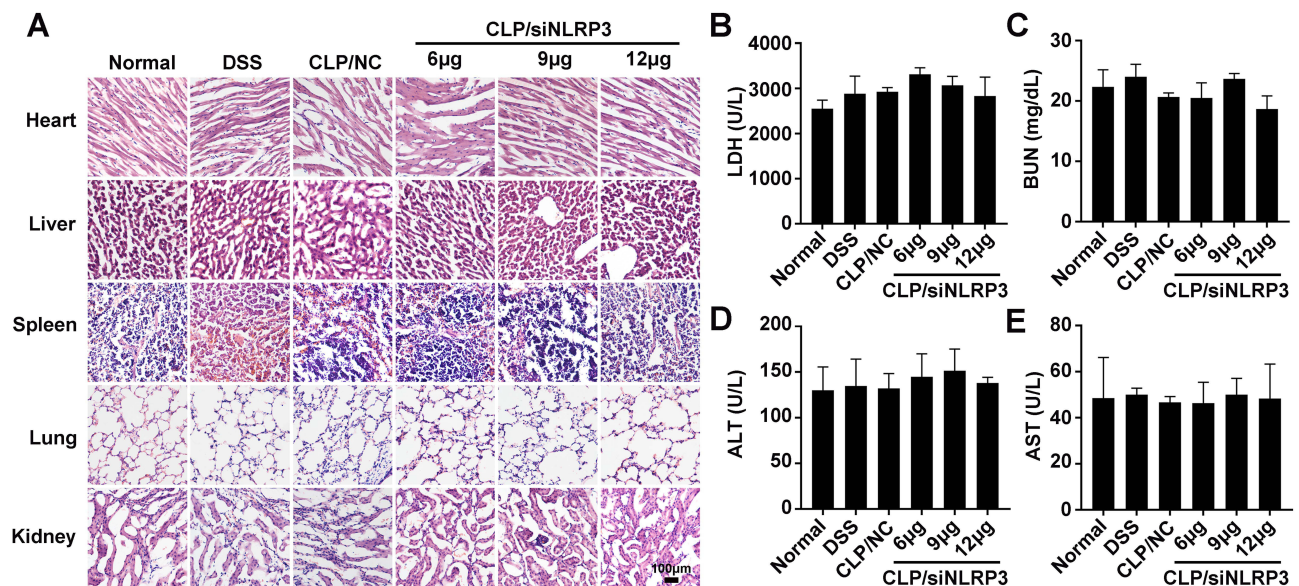 A
CLP/siNLRP3
Normal DSS CLP/NC 6µg 9µg 12µg
Heart
Liver
Spleen
Lung
Kidney
100µm
B
LDH (U/L)
4000
3000
2000
1000
0
Normal DSS CLP/NC 6µg 9µg 12µg
CLP/siNLRP3
C
BUN (mg/dL)
30
20
10
0
Normal DSS CLP/NC 6µg 9µg 12µg
CLP/siNLRP3
D
ALT (U/L)
200
150
100
50
0
Normal DSS CLP/NC 6µg 9µg 12µg
CLP/siNLRP3
E
AST (U/L)
80
60
40
20
0
Normal DSS CLP/NC 6µg 9µg 12µg
CLP/siNLRP3